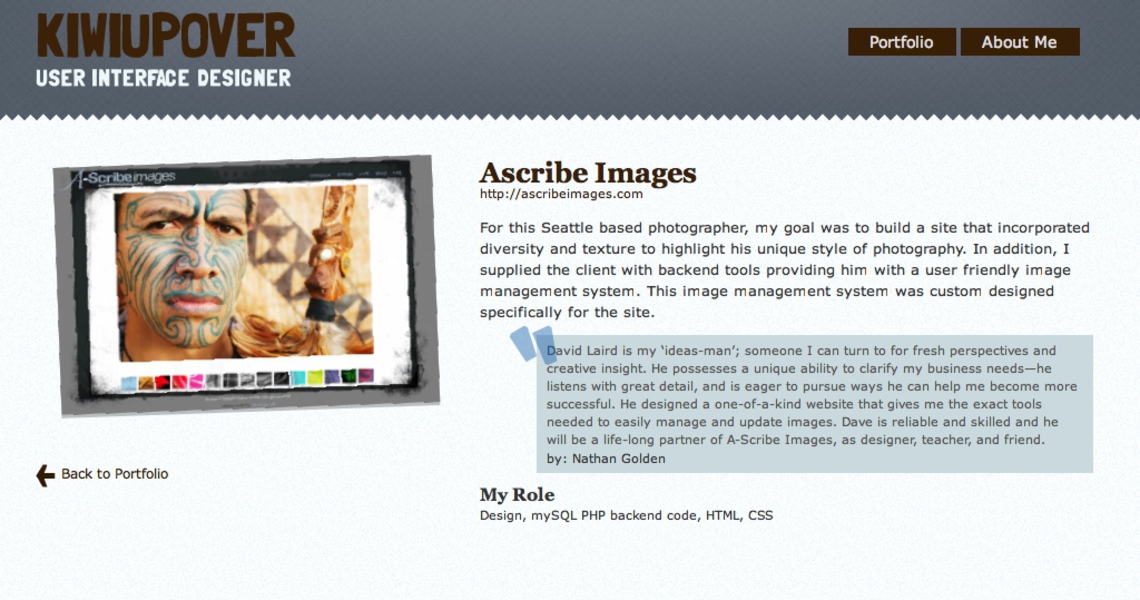 KIWIUPOVER
USER INTERFACE DESIGNER
Portfolio
About Me
A-Scribe images
Ascribe Images
http://ascribeimages.com
For this Seattle based photographer, my goal was to build a site that incorporated
diversity and texture to highlight his unique style of photography. In addition, I
supplied the client with backend tools providing him with a user friendly image
management system. This image management system was custom designed
specifically for the site.
David Laird is my ‘ideas-man’; someone I can turn to for fresh perspectives and
creative insight. He possesses a unique ability to clarify my business needs—he
listens with great detail, and is eager to pursue ways he can help me become more
successful. He designed a one-of-a-kind website that gives me the exact tools
needed to easily manage and update images. Dave is reliable and skilled and he
will be a life-long partner of A-Scribe Images, as designer, teacher, and friend.
by: Nathan Golden
Back to Portfolio
My Role
Design, mySQL PHP backend code, HTML, CSS